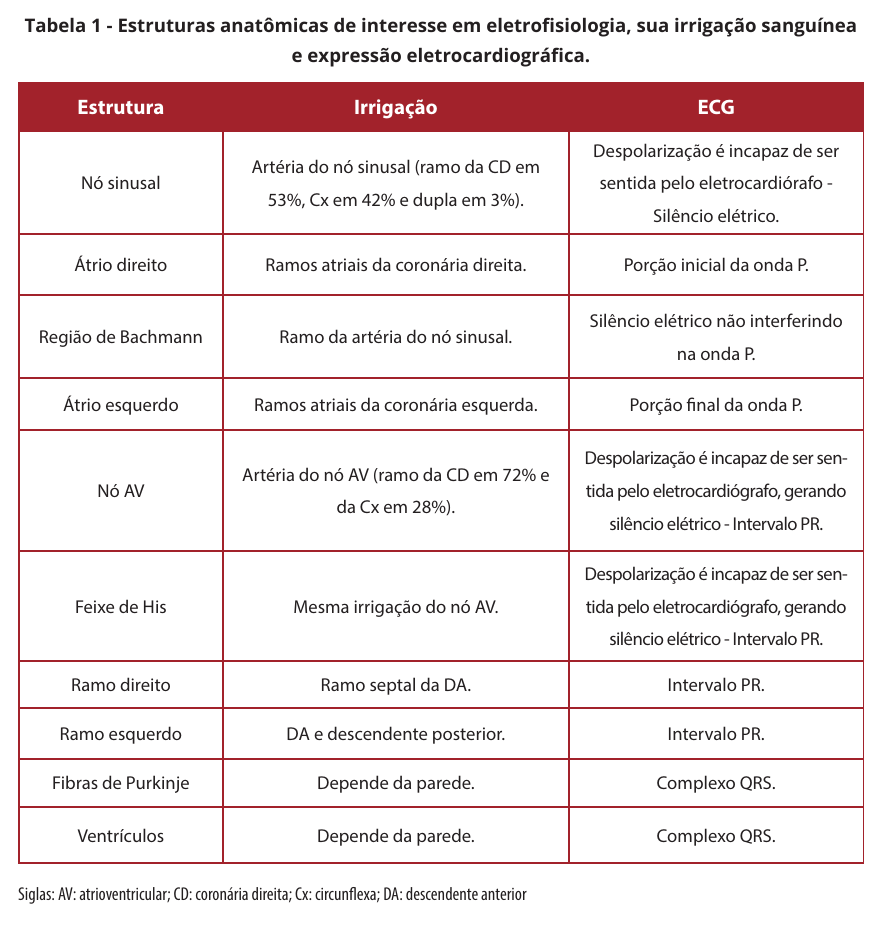 Tabela 1 - Estruturas anatômicas de interesse em eletrofisiologia, sua irrigação sanguínea
e expressão eletrocardiográfica.
Estrutura Irrigação ECG
Nó sinusal
Artéria do nó sinusal (ramo da CD em
53%, Cx em 42% e dupla em 3%).
Despolarização é incapaz de ser
sentida pelo eletrocardiórafo -
Silêncio elétrico.
Átrio direito
Ramos atriais da coronária direita.
Porção inicial da onda P.
Região de Bachmann
Ramo da artéria do nó sinusal.
Silêncio elétrico não interferindo
na onda P.
Átrio esquerdo
Ramos atriais da coronária esquerda.
Porção final da onda P.
Nó AV
Artéria do nó AV (ramo da CD em 72% e
da Cx em 28%).
Despolarização é incapaz de ser sen-
tida pelo eletrocardiógrafo, gerando
silêncio elétrico - Intervalo PR.
Feixe de His
Mesma irrigação do nó AV.
Despolarização é incapaz de ser sen-
tida pelo eletrocardiógrafo, gerando
silêncio elétrico - Intervalo PR.
Ramo direito
Ramo septal da DA.
Intervalo PR.
Ramo esquerdo
DA e descendente posterior.
Intervalo PR.
Fibras de Purkinje
Depende da parede.
Complexo QRS.
Ventrículos
Depende da parede.
Complexo QRS.
Siglas: AV: atrioventricular; CD: coronária direita; Cx: circunflexa; DA: descendente anterior